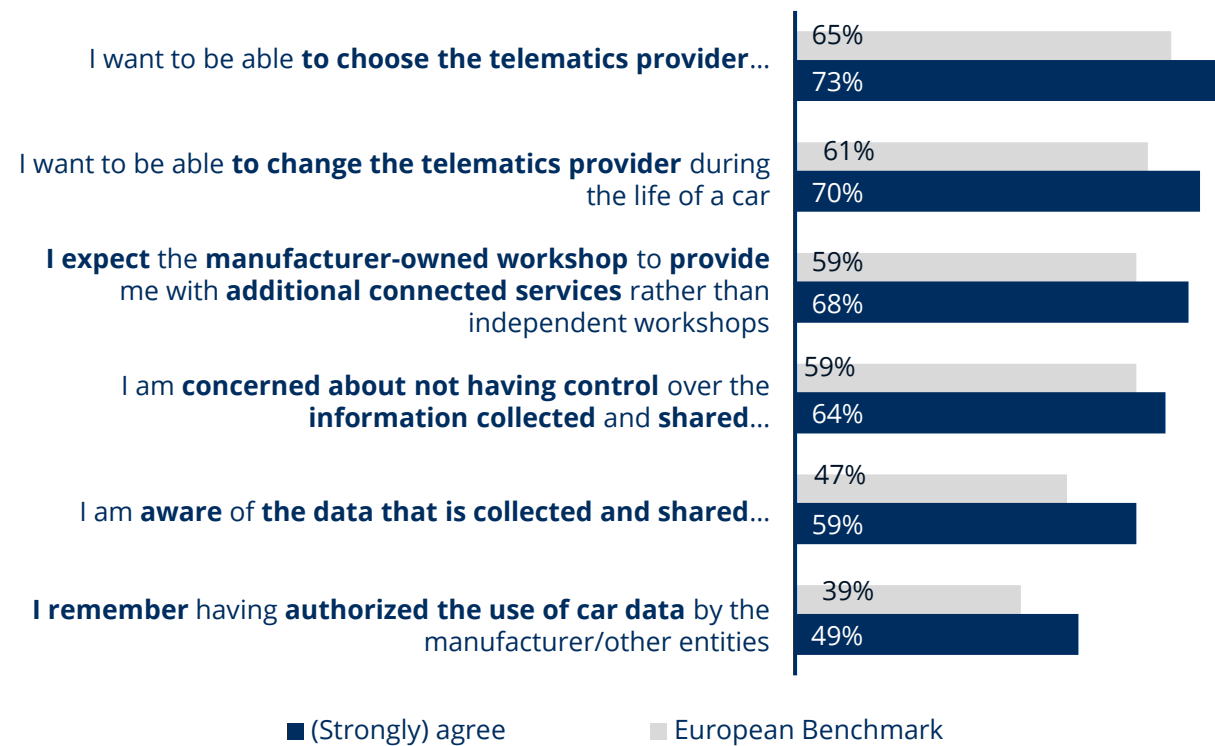 I want to be able to choose the telematics provider…
65%
73%
I want to be able to change the telematics provider during
the life of a car
61%
70%
I expect the manufacturer-owned workshop to provide
me with additional connected services rather than
independent workshops
59%
68%
I am concerned about not having control over the
information collected and shared…
59%
64%
I am aware of the data that is collected and shared…
47%
59%
I remember having authorized the use of car data by the
manufacturer/other entities
39%
49%
(Strongly) agree
European Benchmark